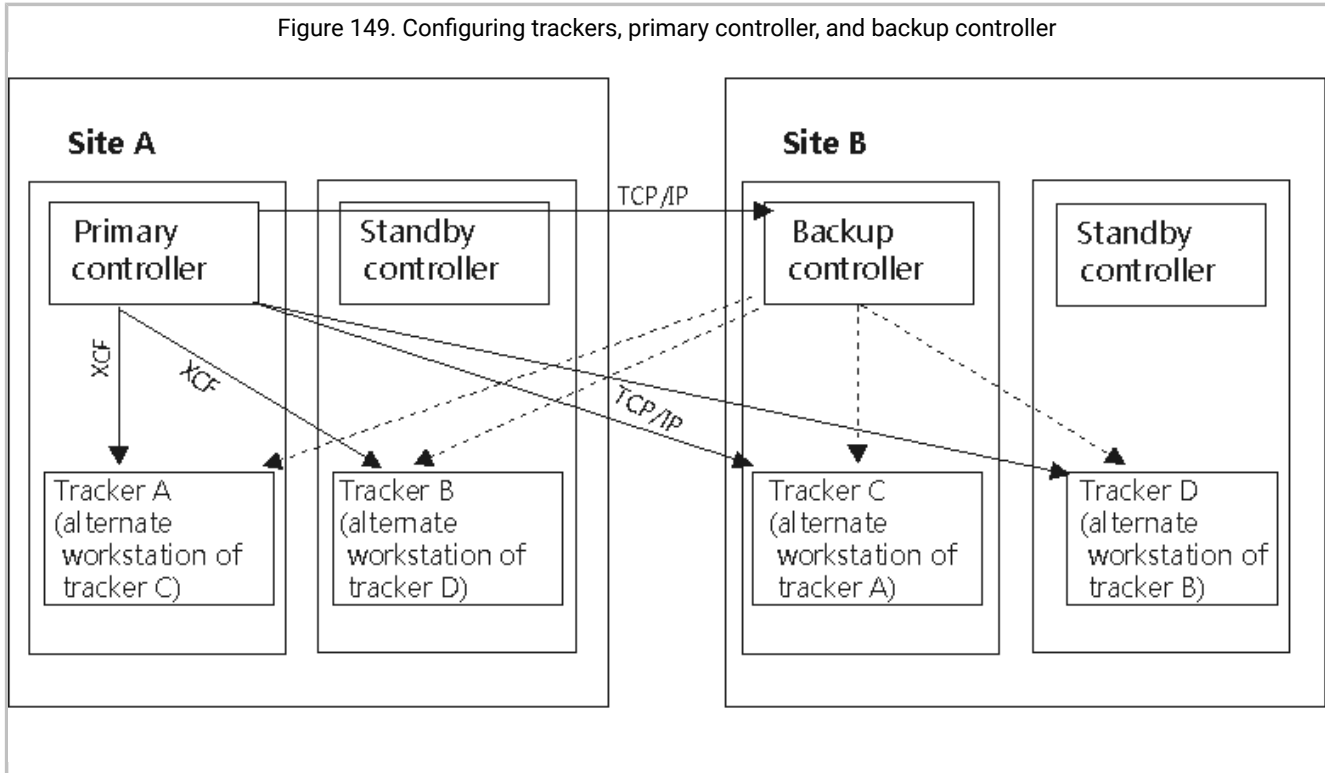 Figure 149. Configuring trackers, primary controller, and backup controller
Site A
Site B
TCP/IP
Primary
controller
Standby
controller
Backup
controller
Standby
controller
XCF
XCF
TCP/IP
Tracker A
(alternate
workstation of
tracker C)
Tracker B
(alternate
workstation of
tracker D)
Tracker C
(alternate
workstation of
tracker A)
Tracker D
(alternate
workstation of
tracker B)